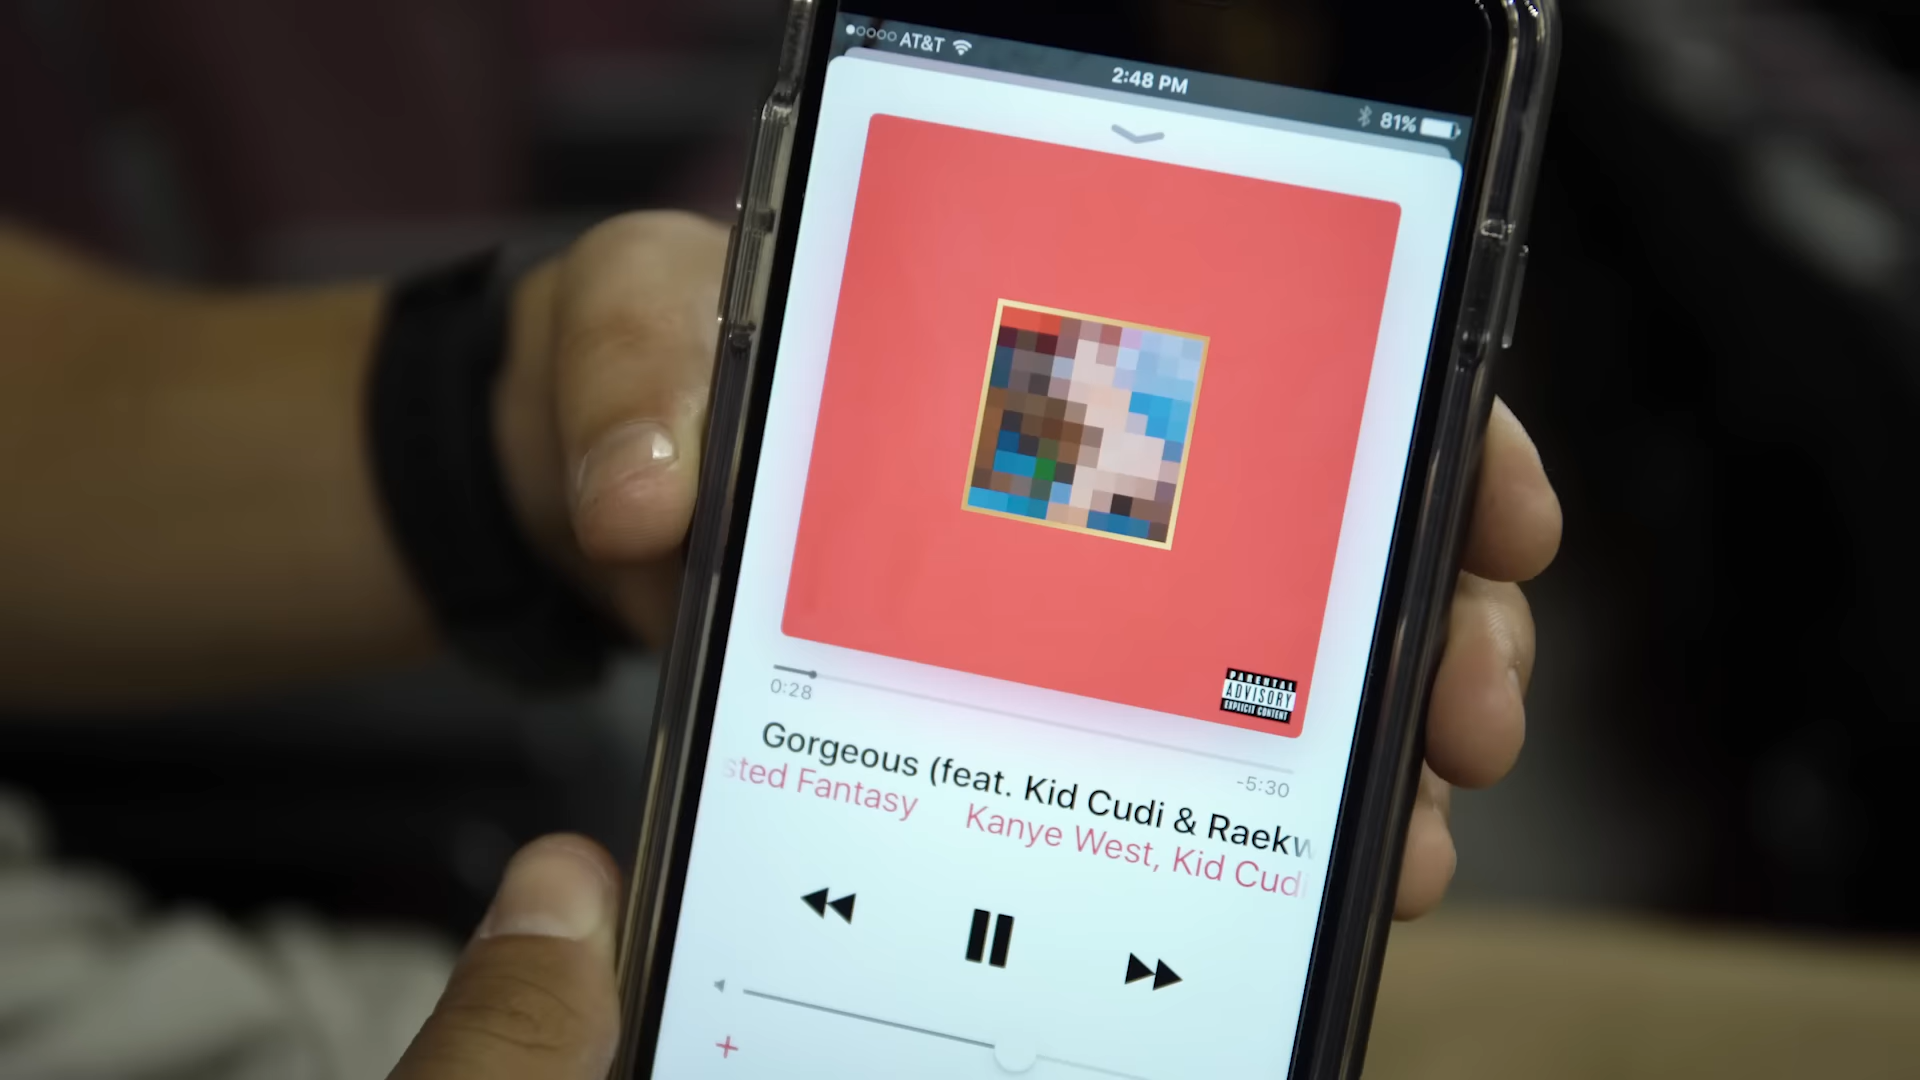 AT&T
2:48 PM
81%
PARENTAL
ADVISORY
EXPLICIT CONTENT
0:28
-5:30
Gorgeous (feat. Kid Cudi & Raekw
sted Fantasy Kanye West, Kid Cudi